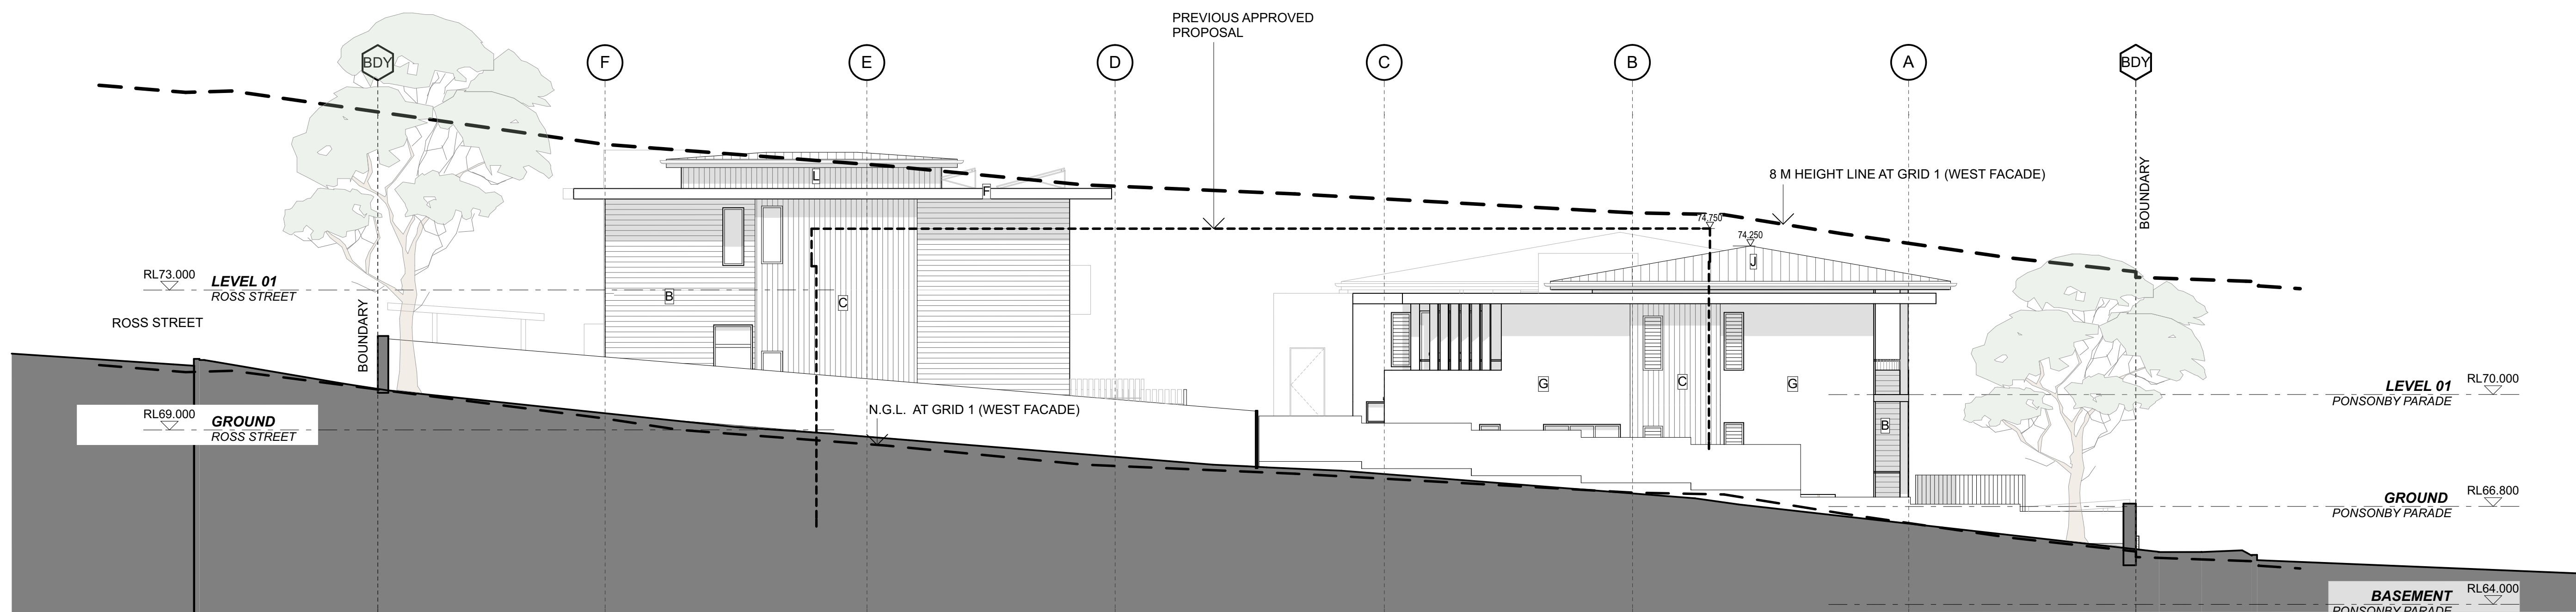 PREVIOUS APPROVED
PROPOSAL
BDY
F
E
D
C
B
A
BDY
8 M HEIGHT LINE AT GRID 1 (WEST FACADE)
BOUNDARY
L
F
74.750
74.250
J
RL73.000
LEVEL 01
ROSS STREET
B
C
ROSS STREET
BOUNDARY
G
C
G
RL70.000
LEVEL 01
PONSONBY PARADE
RL69.000
GROUND
ROSS STREET
N.G.L. AT GRID 1 (WEST FACADE)
B
RL66.800
GROUND
PONSONBY PARADE
RL64.000
BASEMENT
PONSONBY PARADE